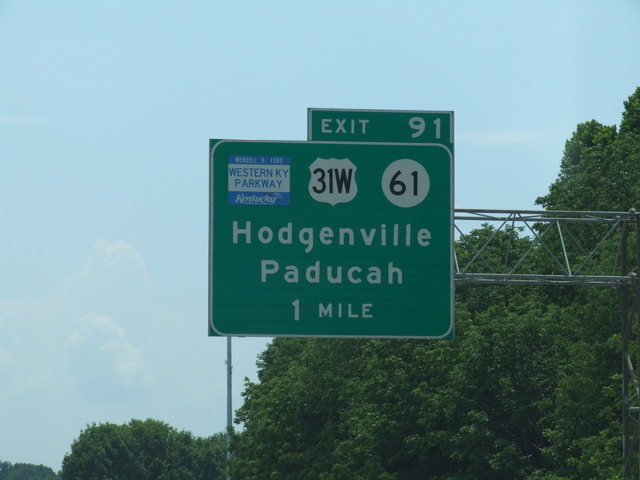 EXIT 91
WENDELL H FORD
WESTERN KY
PARKWAY
Kentucky
31W
61
Hodgenville
Paducah
1 MILE